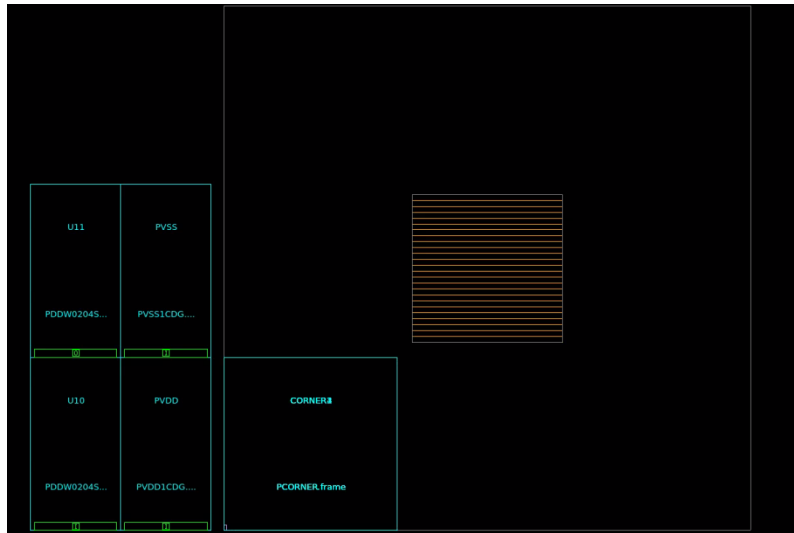 U11
PVSS
PDDW0204S...
PVSS1CDG....
U10
PVDD
CORNER
PDDW0204S...
PVDD1CDG....
PCORNER.frame